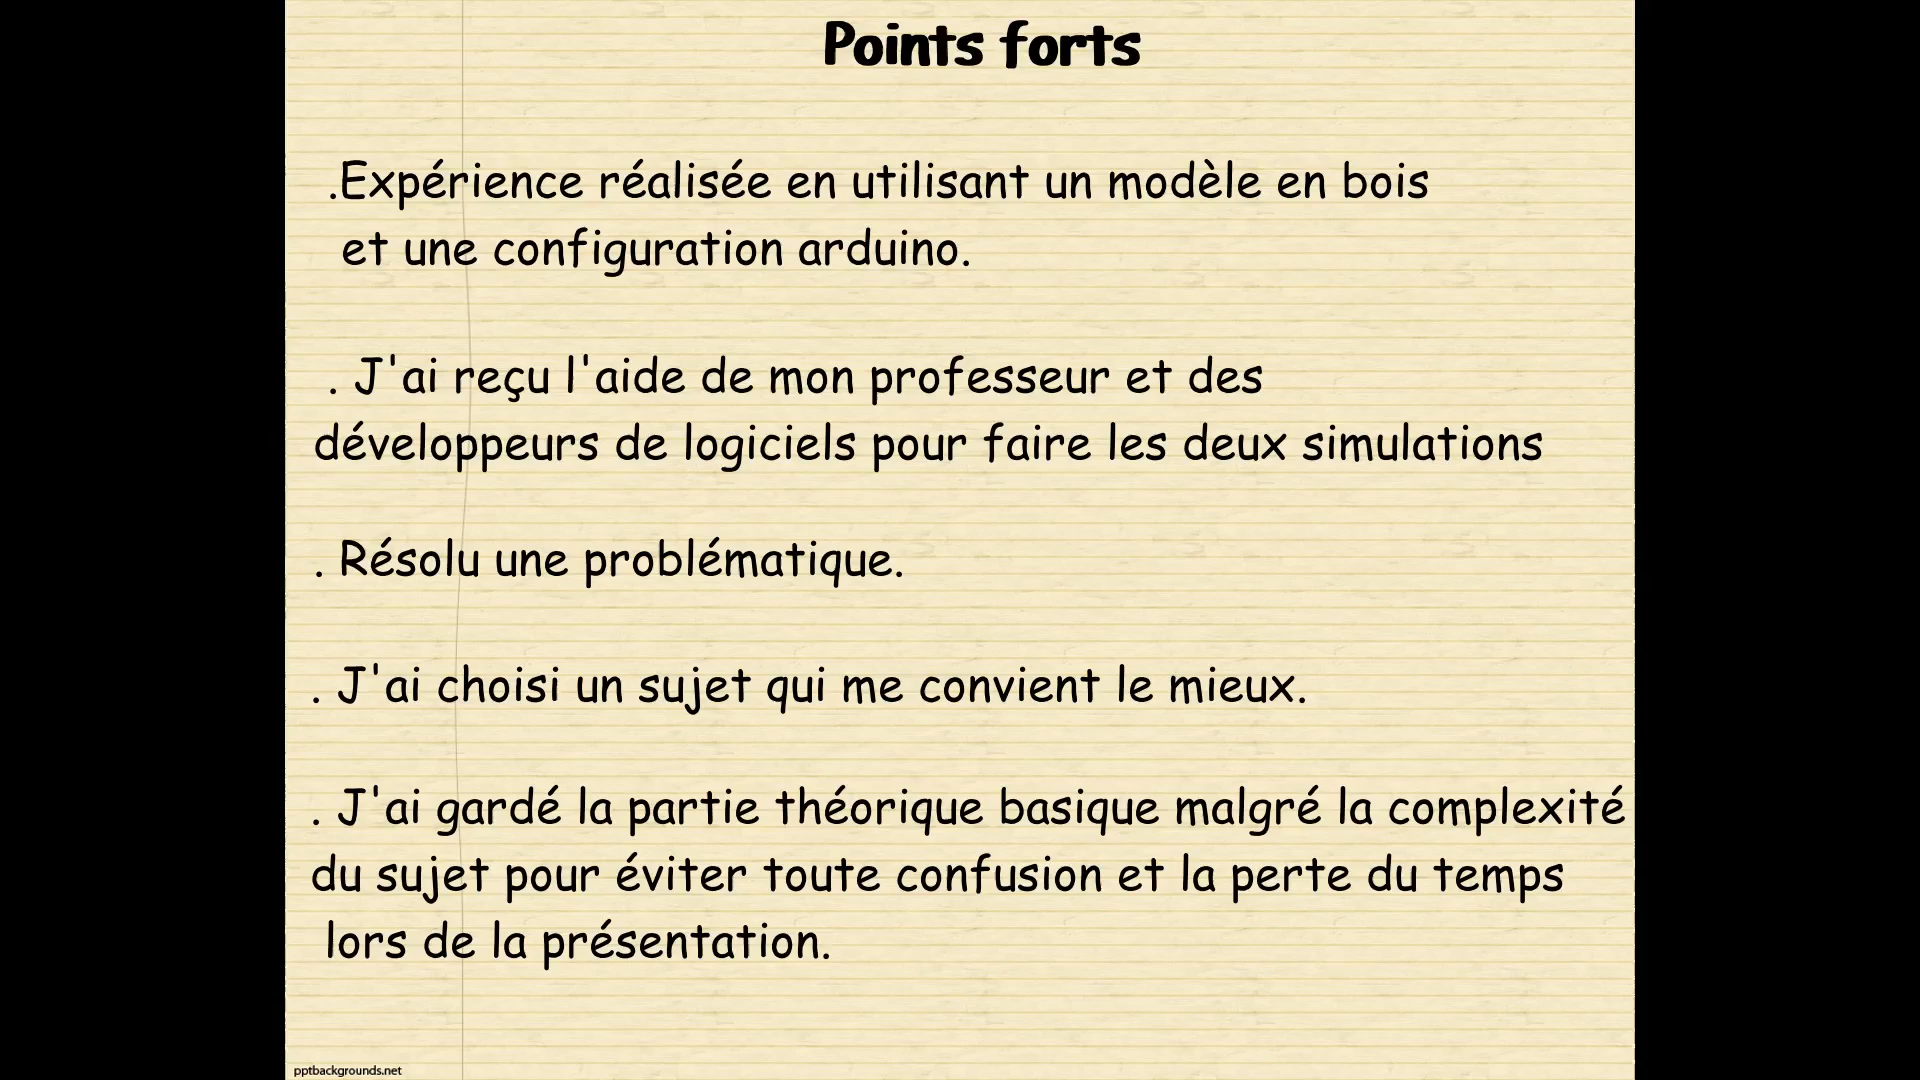 Points forts
.Expérience réalisée en utilisant un modèle en bois
et une configuration arduino.
. J'ai reçu l'aide de mon professeur et des
développeurs de logiciels pour faire les deux simulations
. Résolu une problématique.
. J'ai choisi un sujet qui me convient le mieux.
. J'ai gardé la partie théorique basique malgré la complexité
du sujet pour éviter toute confusion et la perte du temps
lors de la présentation.
pptbackgrounds.net